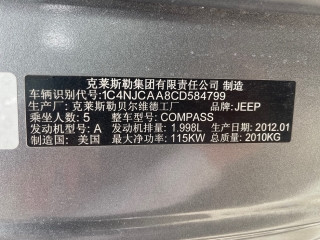 克莱斯勒集团有限责任公司 制造
车辆识别代号:1C4NJCAA8CD584799
生产厂: 克莱斯勒贝尔维德工厂 品牌:JEEP
乘坐人数: 5 整车型号: COMPASS
发动机型号: A 发动机排量: 1.998L 生产日期: 2012.01
制造国: 美国 最大净功率: 115KW 总质量: 2010KG